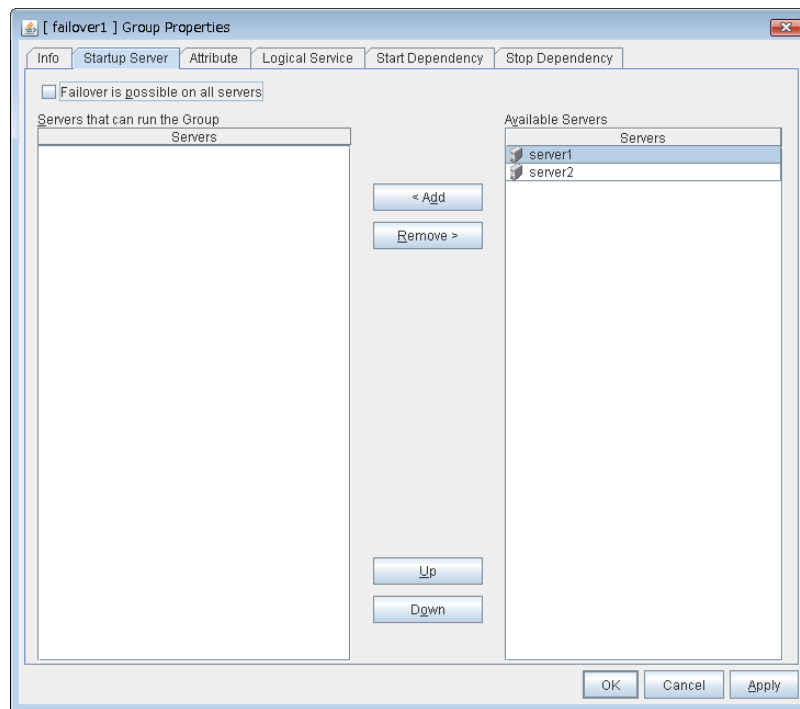 [ failover1 ] Group Properties
Info Startup Server Attribute Logical Service Start Dependency Stop Dependency
Failover is possible on all servers
Servers that can run the Group
Servers
Available Servers
Servers
server1
server2
< Add
Remove >
Up
Down
OK Cancel Apply